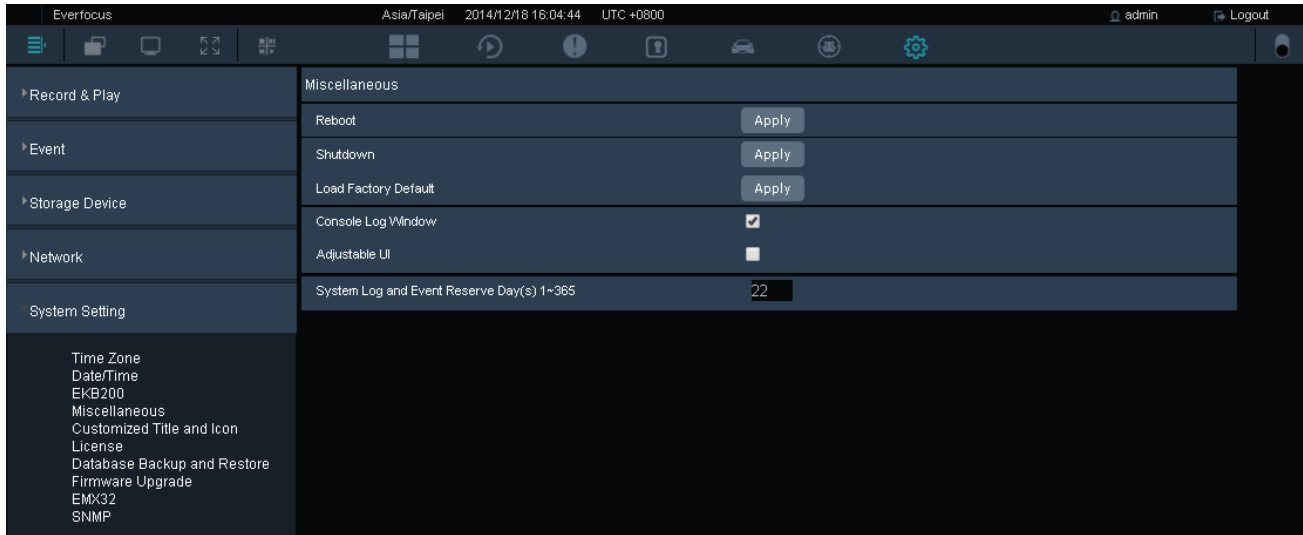 Everfocus Asia/Taipei 2014/12/18 16:04:44 UTC +0800 admin Logout
Record & Play
Event
Storage Device
Network
System Setting
Time Zone
Date/Time
EKB200
Miscellaneous
Customized Title and Icon
License
Database Backup and Restore
Firmware Upgrade
EMX32
SNMP
Miscellaneous
Reboot Apply
Shutdown Apply
Load Factory Default Apply
Console Log Window
Adjustable UI
System Log and Event Reserve Day(s) 1~365 22